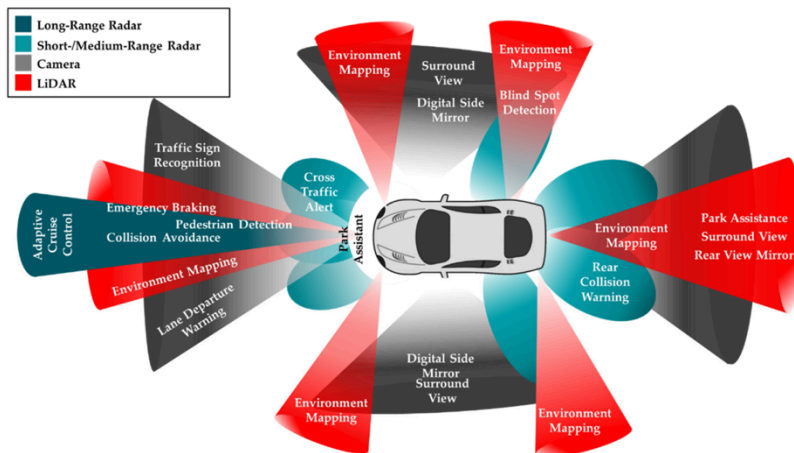 Long-Range Radar
Short-/Medium-Range Radar
Camera
LiDAR
Environment
Mapping
Surround
View
Digital Side
Mirror
Environment
Mapping
Blind Spot
Detection
Traffic Sign
Recognition
Cross
Traffic
Alert
Adaptive
Cruise
Control
Emergency Braking
Pedestrian Detection
Collision Avoidance
Environment Mapping
Lane Departure
Warning
Park
Assistant
Environment
Mapping
Rear
Collision
Warning
Park Assistance
Surround View
Rear View Mirror
Environment
Mapping
Digital Side
Mirror
Surround
View
Environment
Mapping